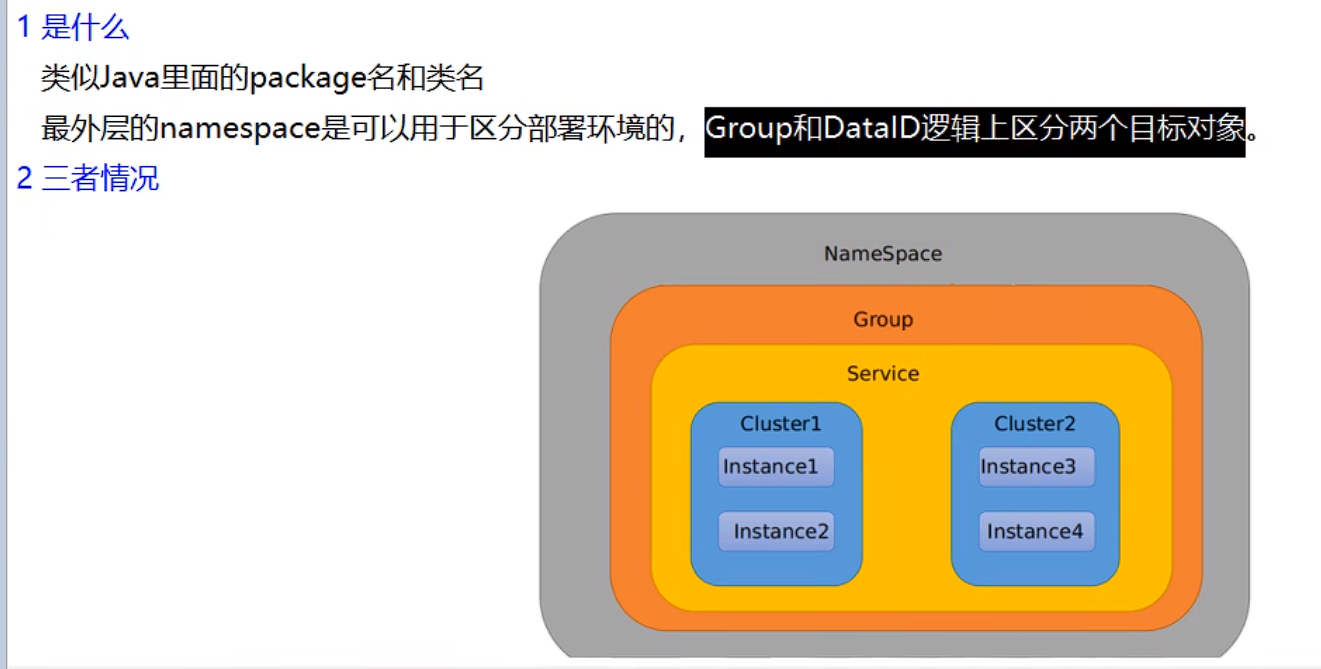 1 是什么
类似Java里面的package名和类名
最外层的namespace是可以用于区分部署环境的，Group和DataID逻辑上区分两个目标对象。
2 三者情况
NameSpace
Group
Service
Cluster1
Instance1
Instance2
Cluster2
Instance3
Instance4